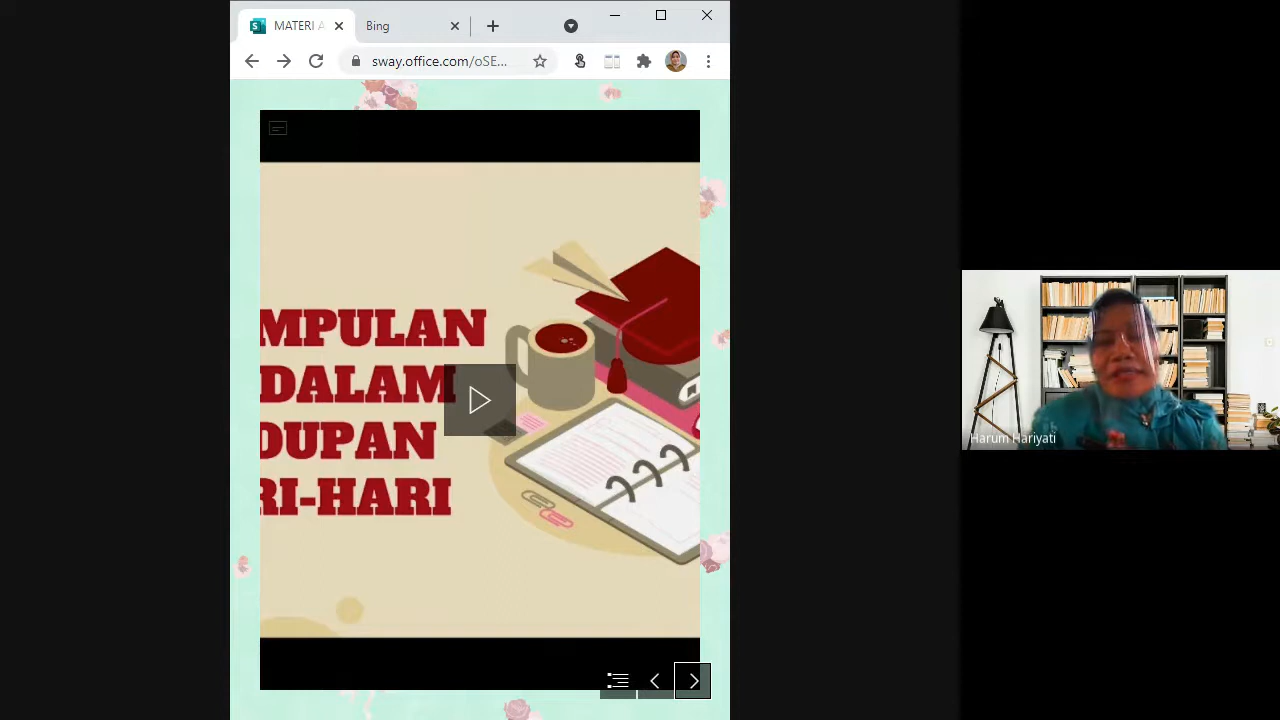 MATERI A
Bing
sway.office.com/oSE...
MPULAN
DALAM
DUPAN
RI-HARI
Harum Hariyati